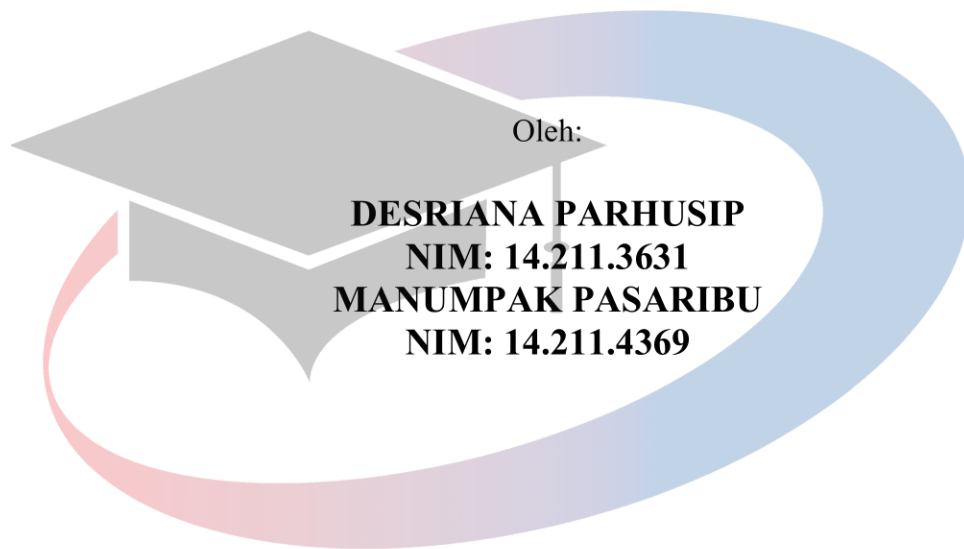 Oleh:
DESRIANA PARHUSIP
NIM: 14.211.3631
MANUMPAK PASARIBU
NIM: 14.211.4369